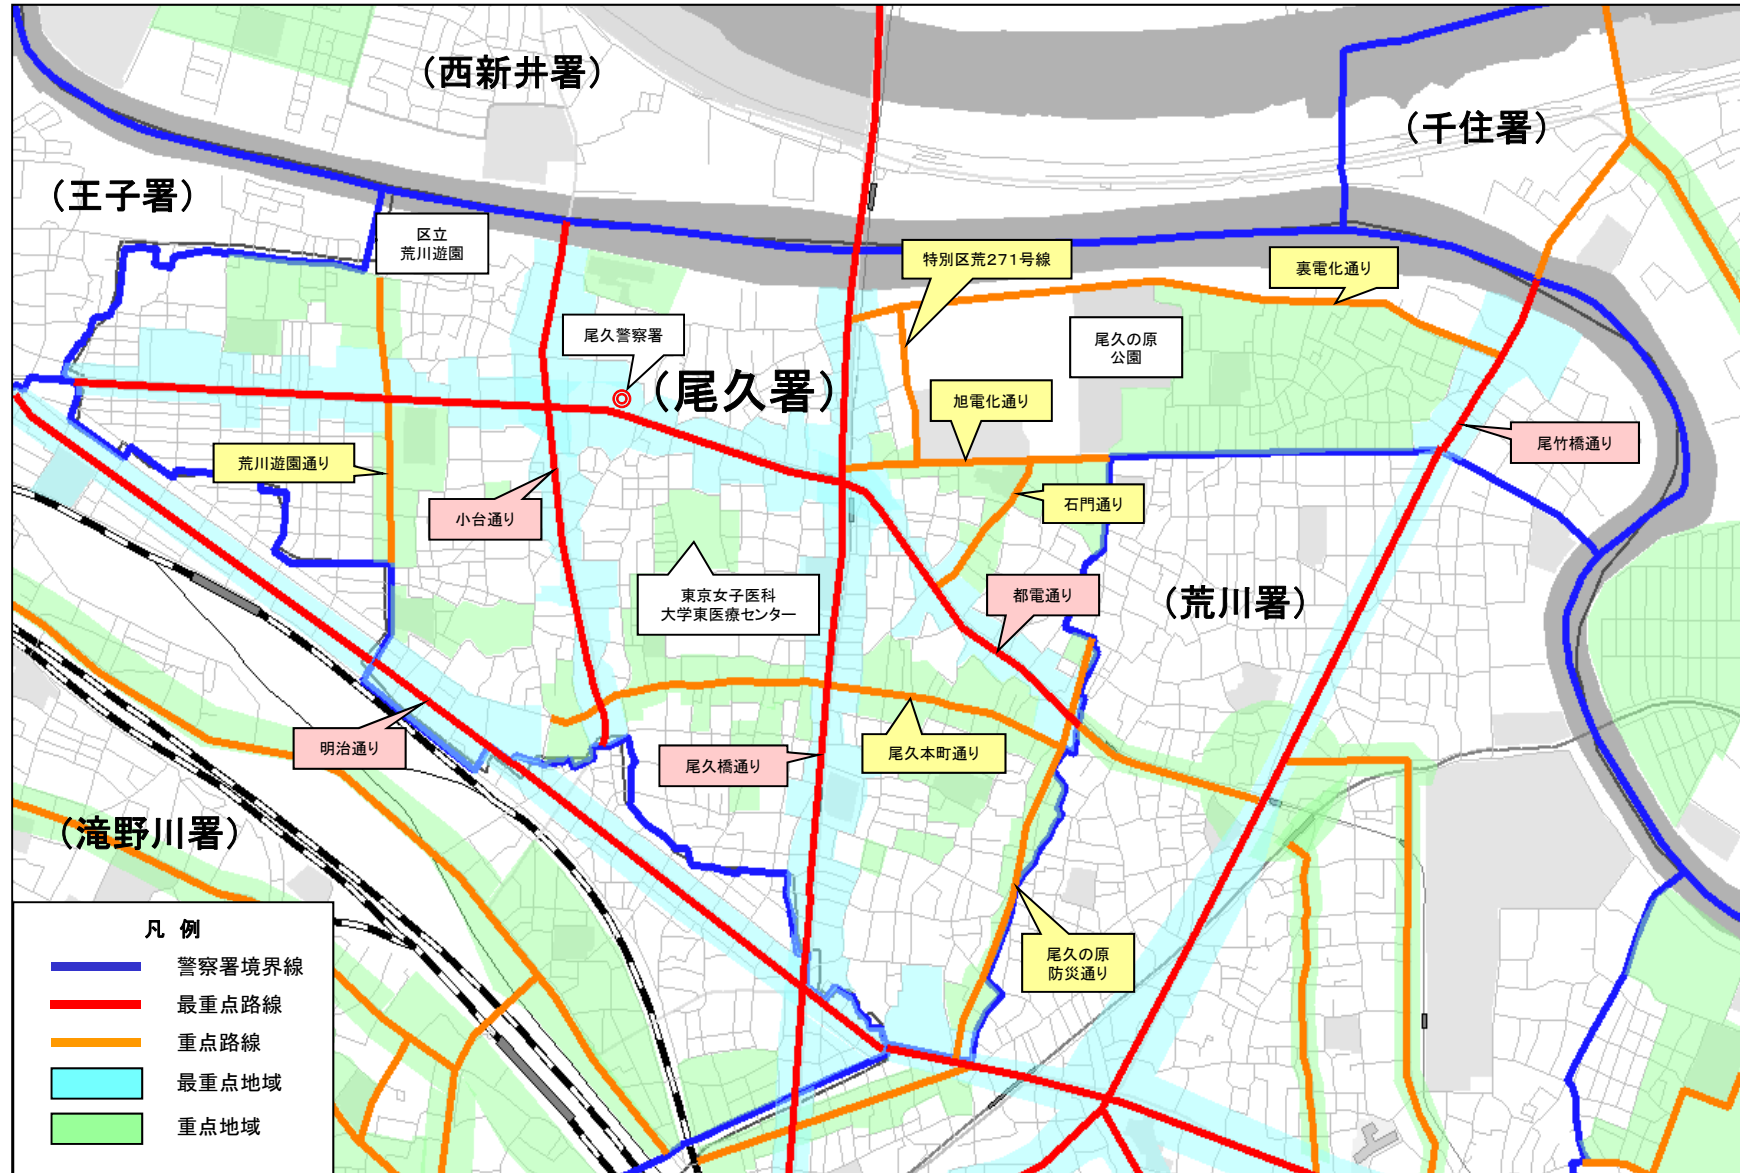 （西新井署）
（千住署）
（王子署）
区立
荒川遊園
特別区荒２７１号線
裏電化通り
尾久警察署
尾久の原
公園
（尾久署）
旭電化通り
尾竹橋通り
荒川遊園通り
小台通り
石門通り
東京女子医科
大学東医療センター
都電通り
（荒川署）
明治通り
尾久橋通り
尾久本町通り
（滝野川署）
尾久の原
防災通り
凡 例
警察署境界線
最重点路線
重点路線
最重点地域
重点地域